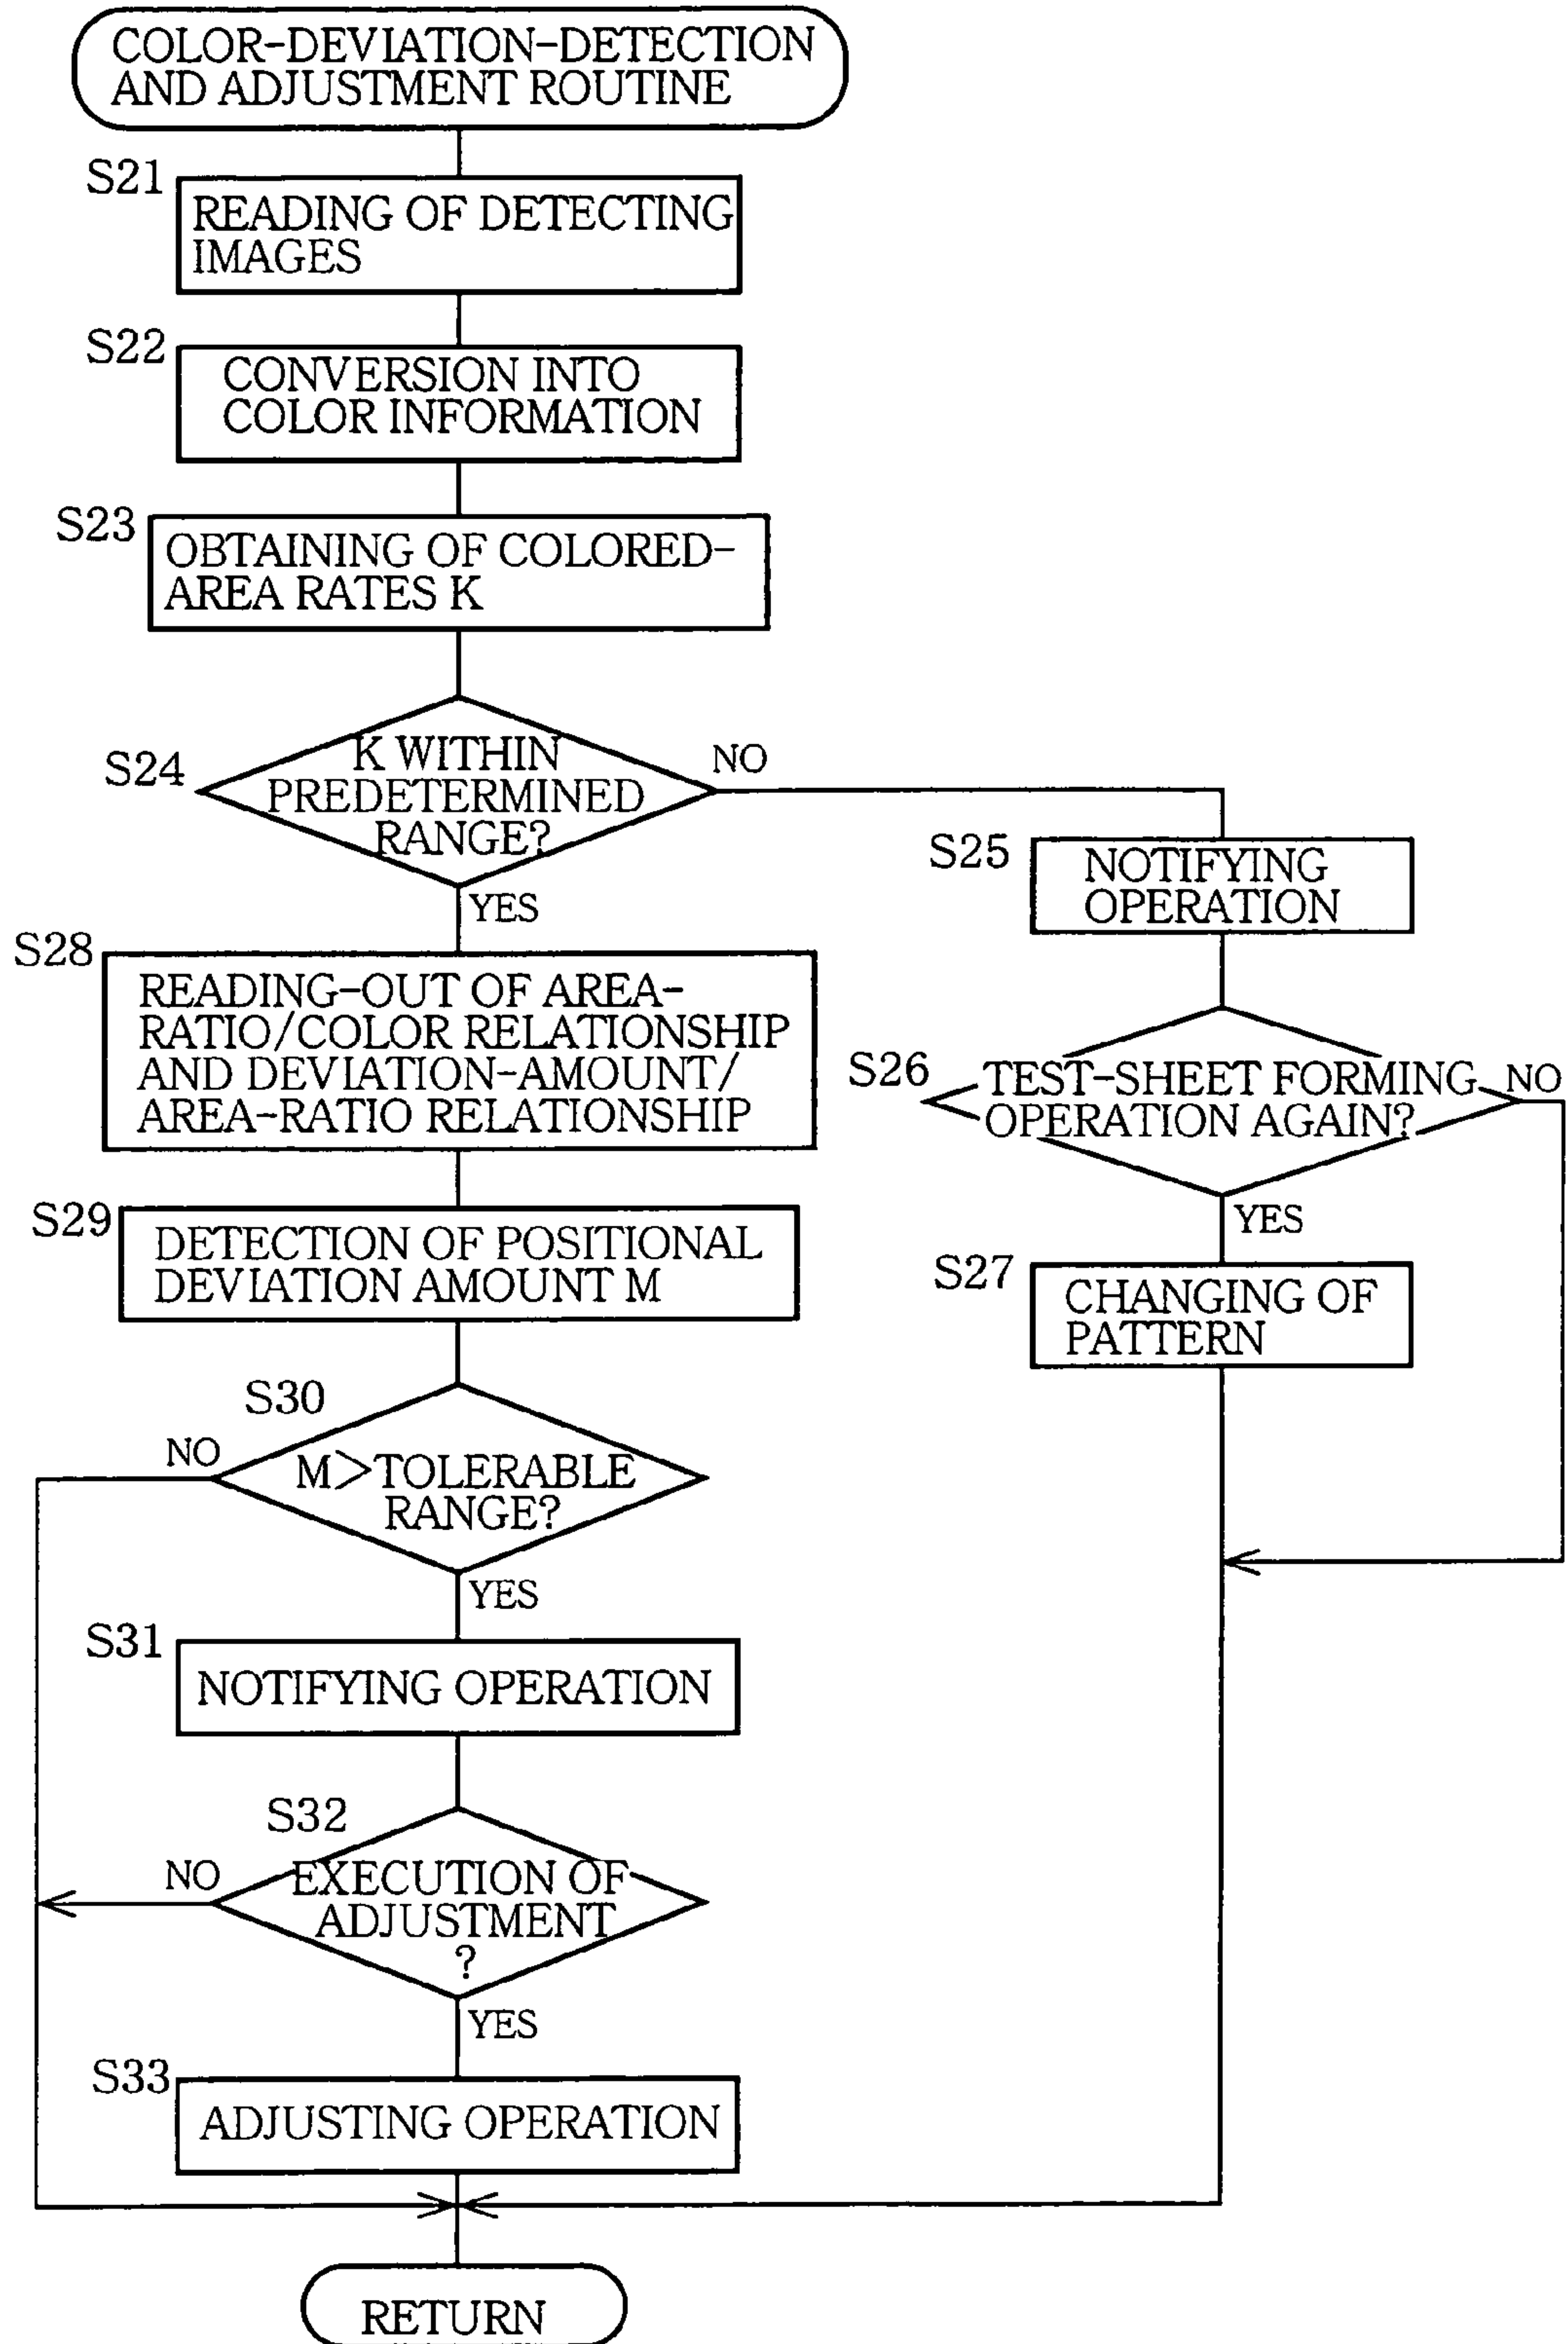 COLOR-DEVIATION-DETECTION
AND ADJUSTMENT ROUTINE
S21
READING OF DETECTING
IMAGES
S22
CONVERSION INTO
COLOR INFORMATION
S23
OBTAINING OF COLORED-
AREA RATES K
S24
K WITHIN
PREDETERMINED
RANGE?
NO
YES
S25
NOTIFYING
OPERATION
S26
TEST-SHEET FORMING
OPERATION AGAIN?
NO
YES
S27
CHANGING OF
PATTERN
S28
READING-OUT OF AREA-
RATIO/COLOR RELATIONSHIP
AND DEVIATION-AMOUNT/
AREA-RATIO RELATIONSHIP
S29
DETECTION OF POSITIONAL
DEVIATION AMOUNT M
S30
NO
M>TOLERABLE
RANGE?
YES
S31
NOTIFYING OPERATION
S32
NO
EXECUTION OF
ADJUSTMENT
?
YES
S33
ADJUSTING OPERATION
RETURN